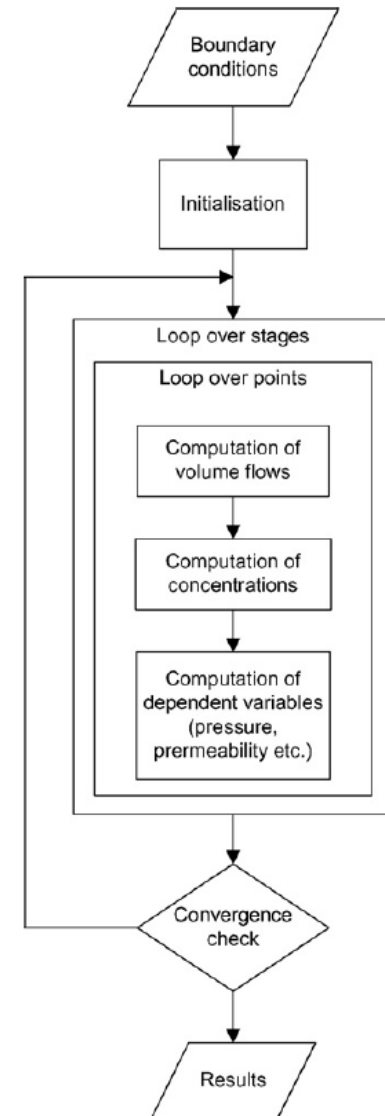 Boundary
conditions
Initialisation
Loop over stages
Loop over points
Computation of
volume flows
Computation of
concentrations
Computation of
dependent variables
(pressure,
prermeability etc.)
Convergence
check
Results